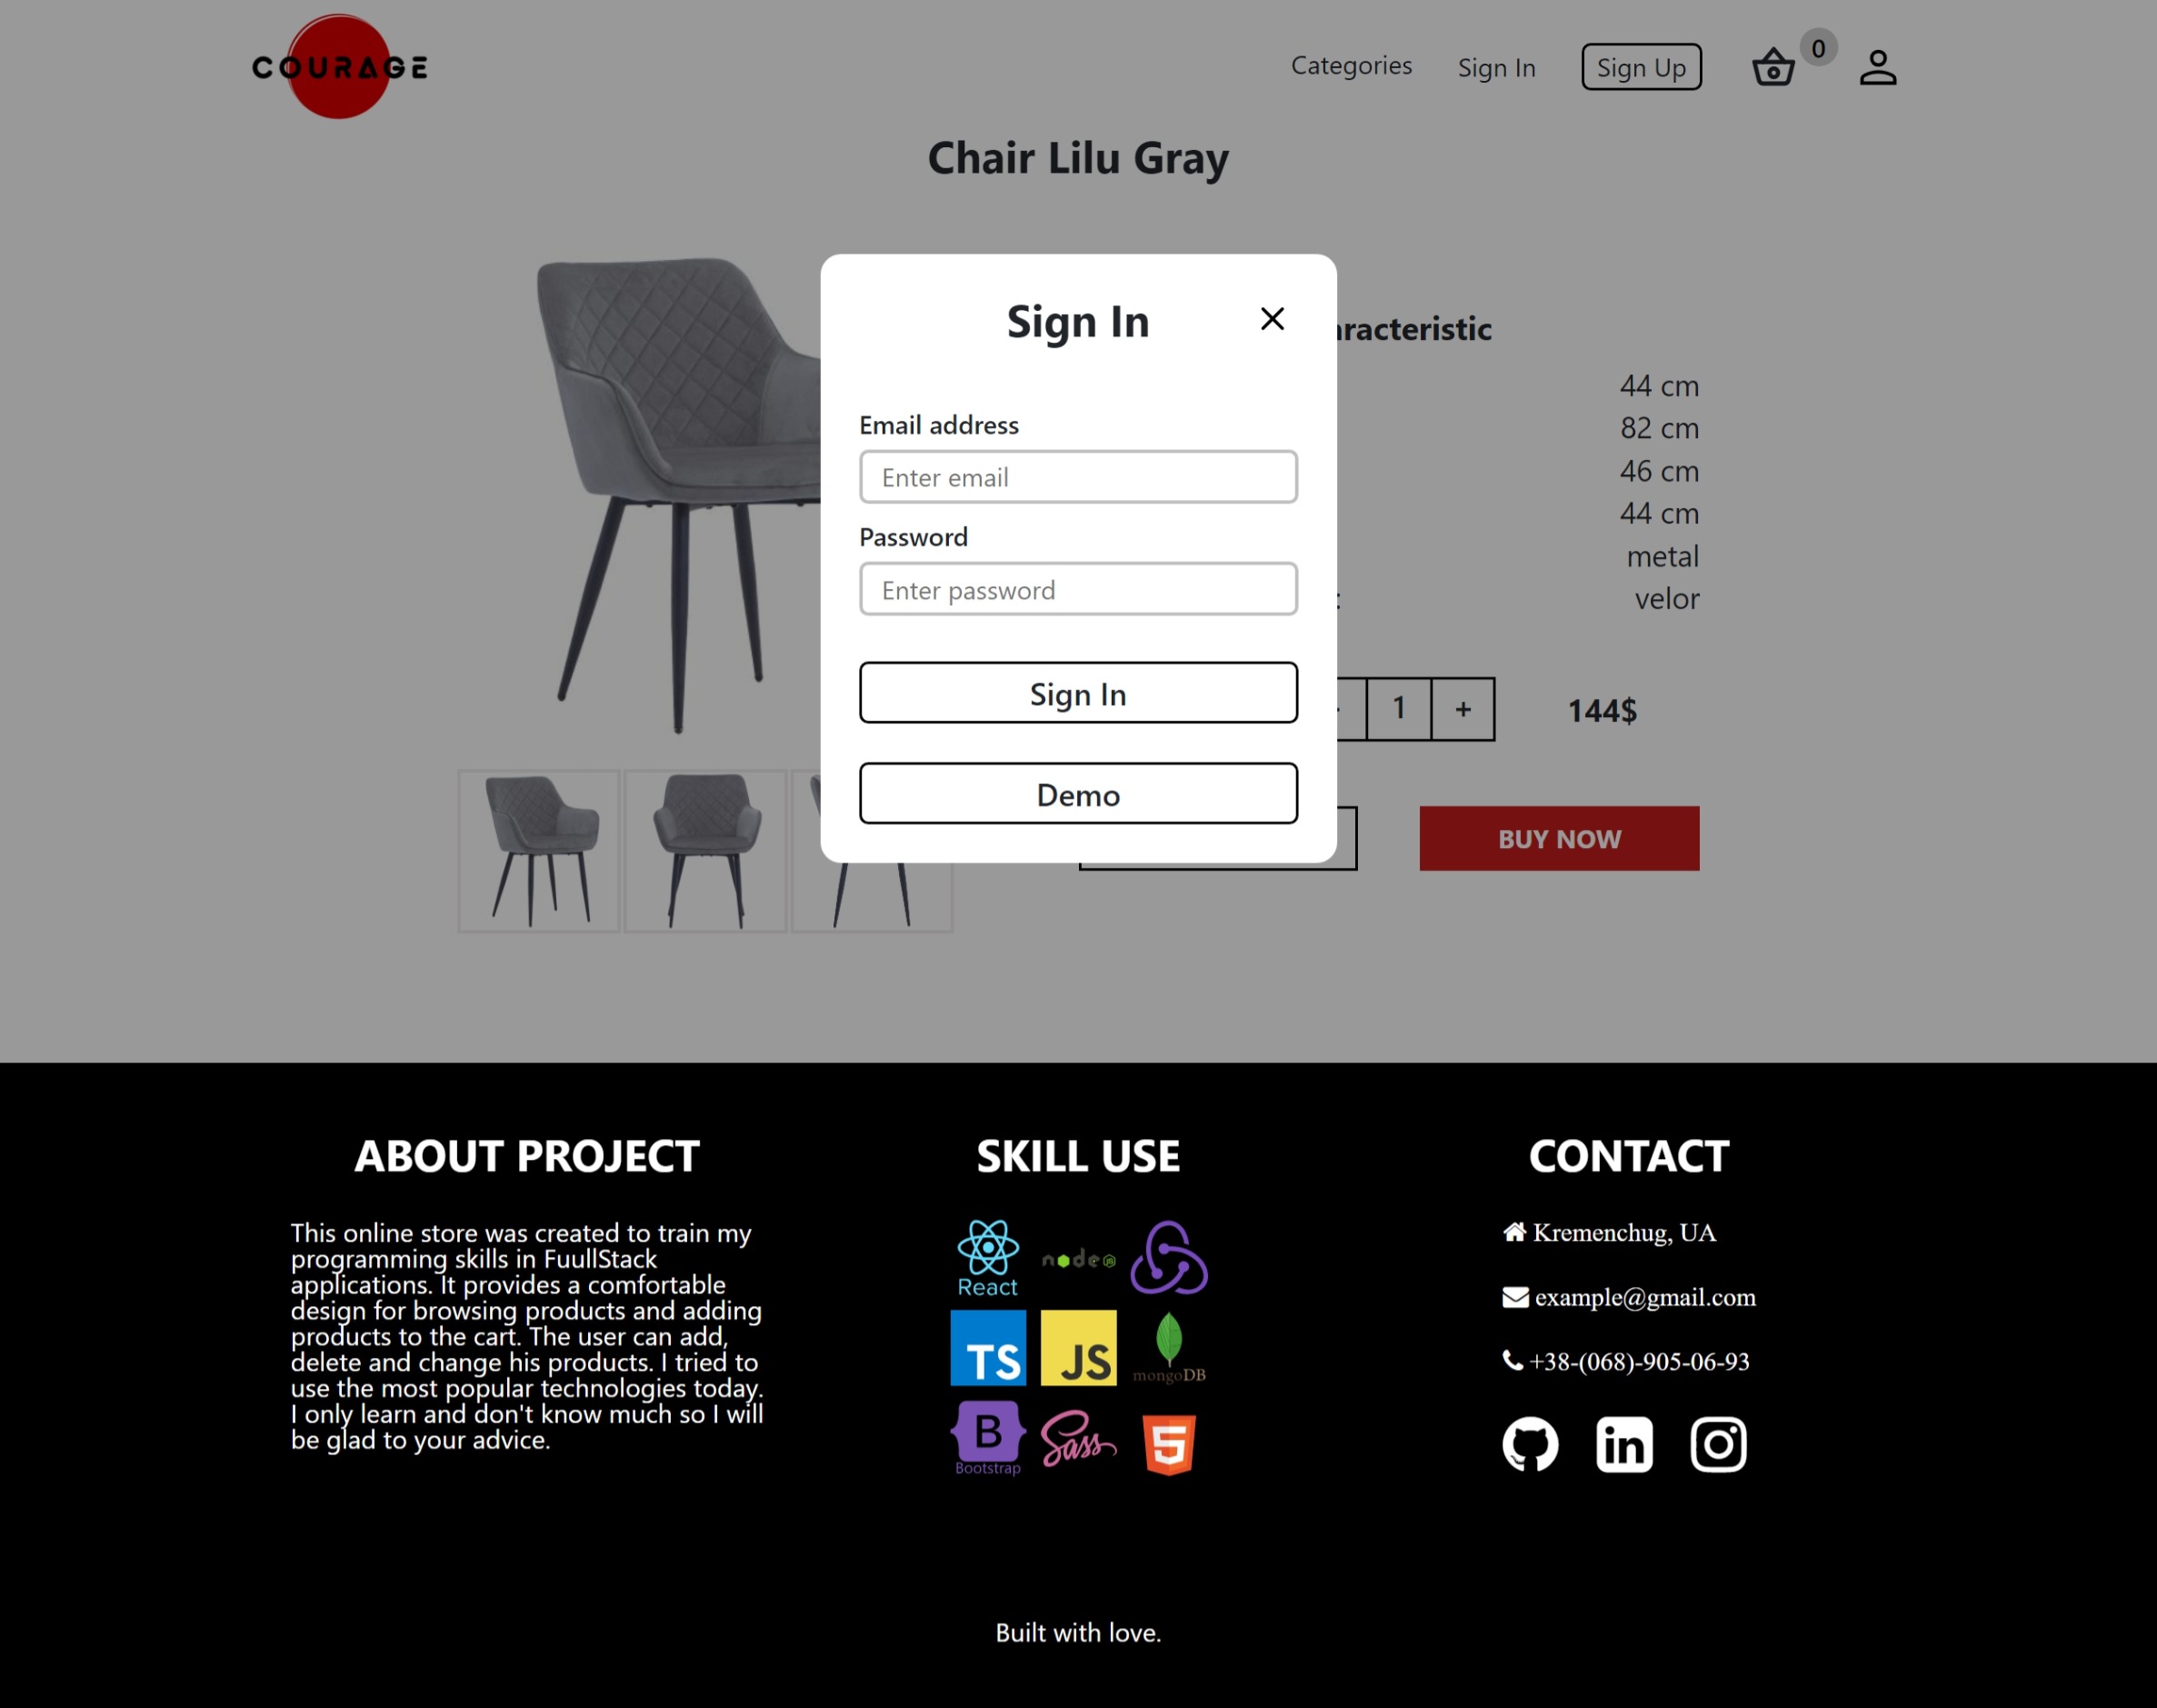 COURAGE
Categories
Sign In
Sign Up
0
Chair Lilu Gray
Sign In
Email address
Enter email
Password
Enter password
Sign In
Demo
44 cm
82 cm
46 cm
44 cm
metal
: velor
1 +
144$
BUY NOW
ABOUT PROJECT
This online store was created to train my
programming skills in FuullStack
applications. It provides a comfortable
design for browsing products and adding
products to the cart. The user can add,
delete and change his products. I tried to
use the most popular technologies today.
I only learn and don't know much so I will
be glad to your advice.
SKILL USE
React
node
TS
JS
mongoDB
B
Bootstrap
Sass
5
CONTACT
Kremenchug, UA
example@gmail.com
+38-(068)-905-06-93
in
Built with love.